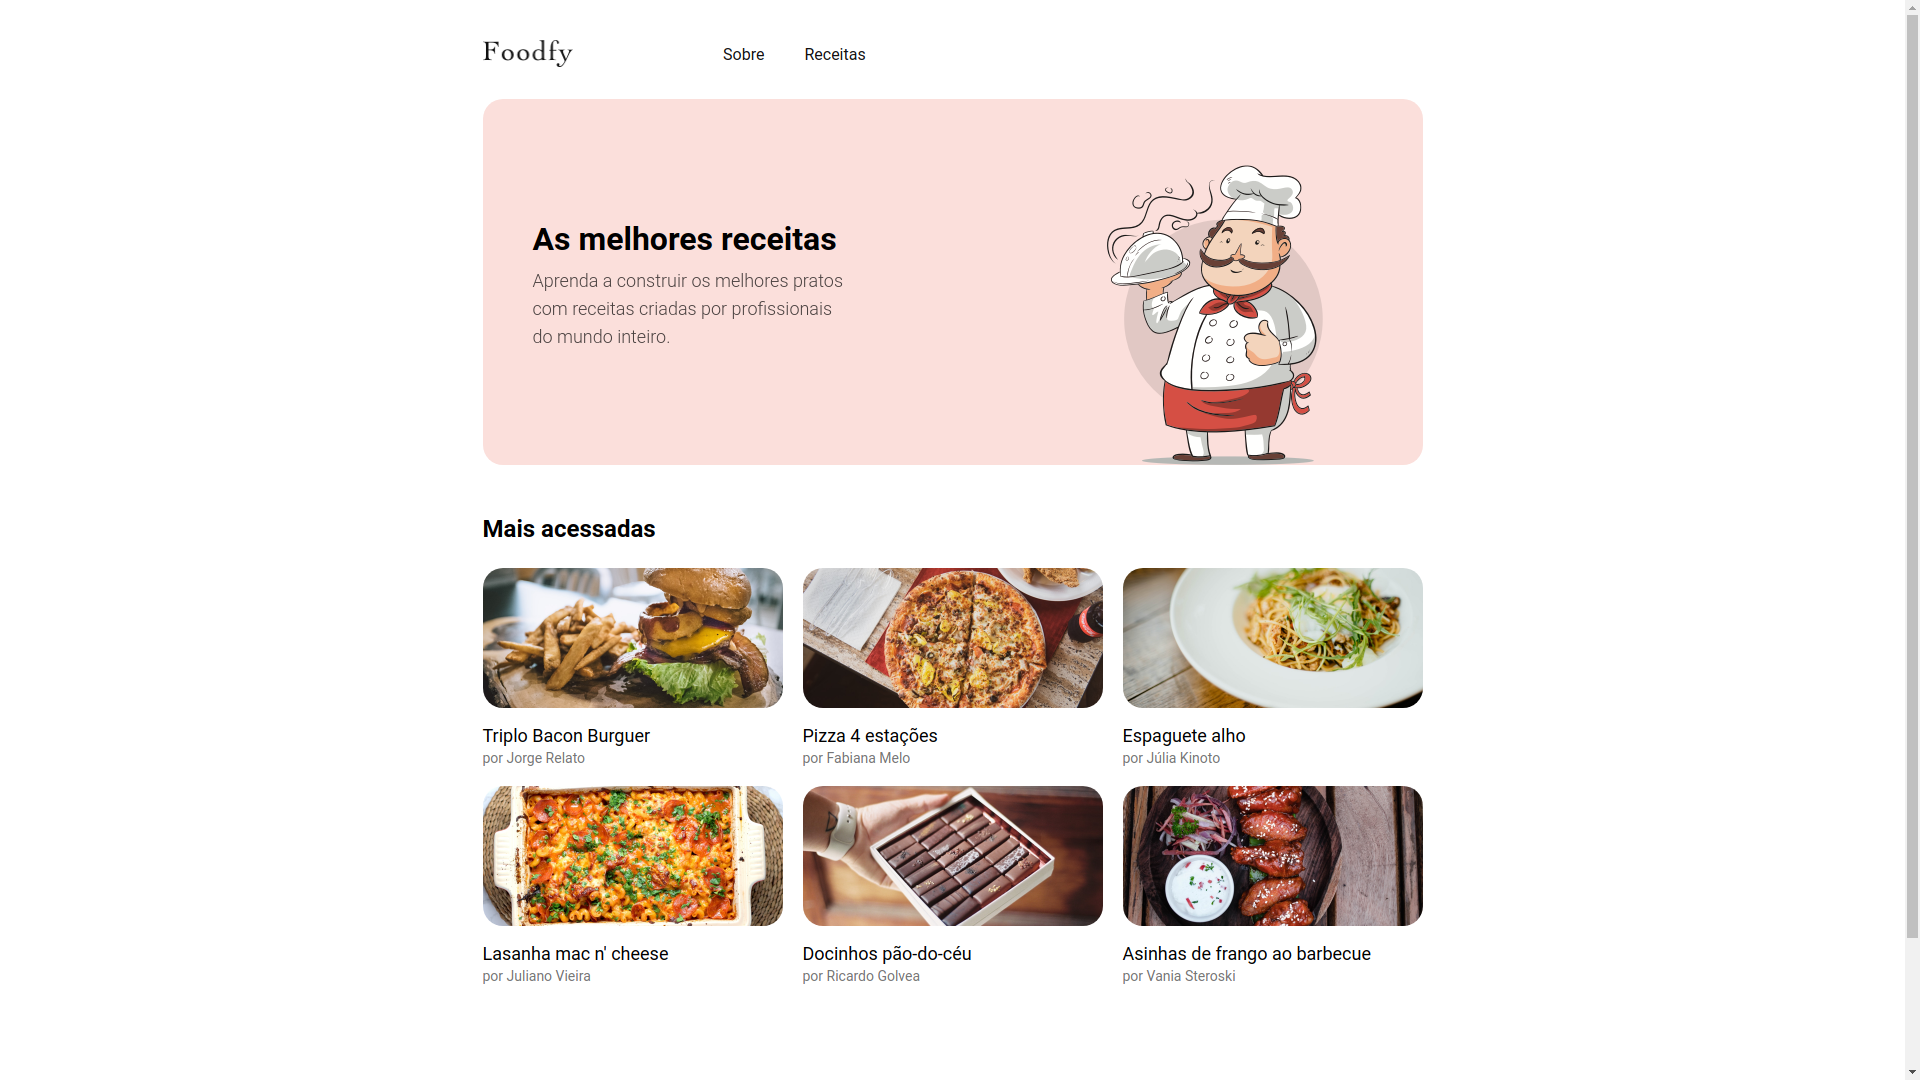 Foodfy
Sobre
Receitas
As melhores receitas
Aprenda a construir os melhores pratos
com receitas criadas por profissionais
do mundo inteiro.
Mais acessadas
Triplo Bacon Burguer
por Jorge Relato
Pizza 4 estações
por Fabiana Melo
Espaguete alho
por Júlia Kinoto
Lasanha mac n' cheese
por Juliano Vieira
Docinhos pão-do-céu
por Ricardo Golvea
Asinhas de frango ao barbecue
por Vania Steroski